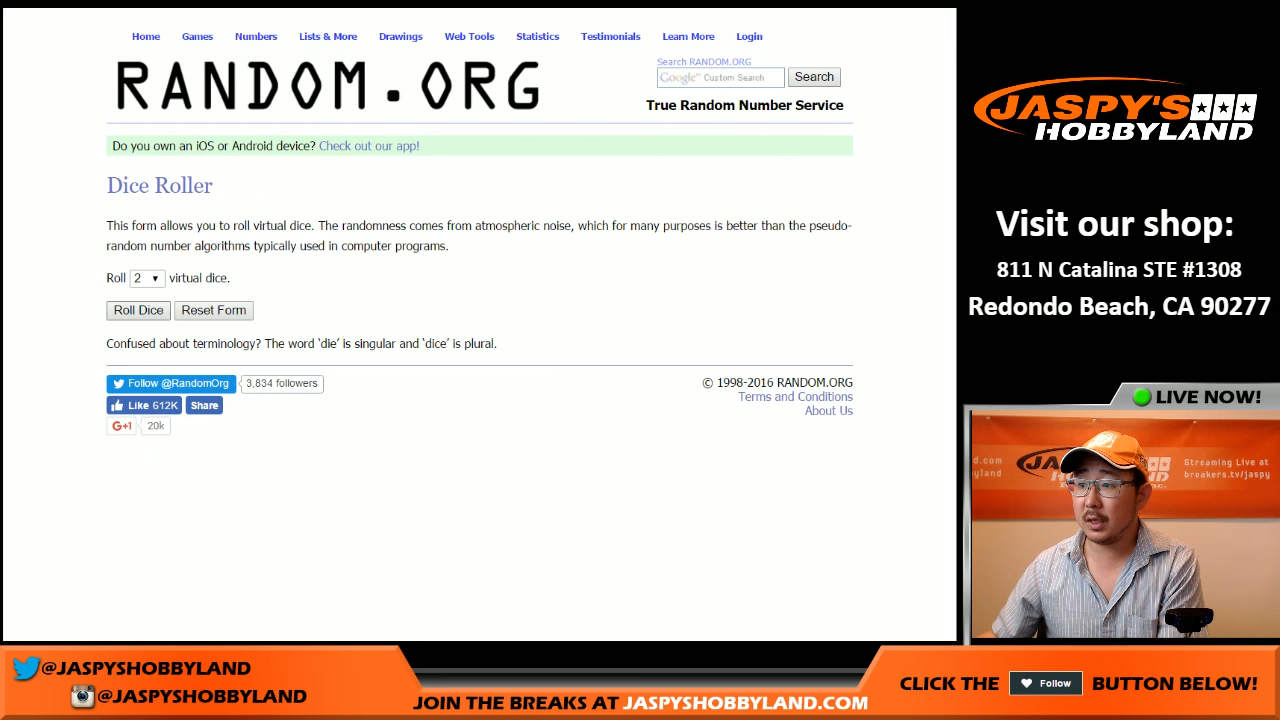 Home Games Numbers Lists & More Drawings Web Tools Statistics Testimonials Learn More Login
RANDOM.ORG
Search RANDOM.ORG
Google™ Custom Search
Search
True Random Number Service
Do you own an iOS or Android device? Check out our app!
Dice Roller
This form allows you to roll virtual dice. The randomness comes from atmospheric noise, which for many purposes is better than the pseudo-
random number algorithms typically used in computer programs.
Roll 2 virtual dice.
Roll Dice Reset Form
Confused about terminology? The word ‘die’ is singular and ‘dice’ is plural.
Follow @RandomOrg 3,834 followers
Like 612K Share
G+1 20k
© 1998-2016 RANDOM.ORG
Terms and Conditions
About Us
JASPY'S
HOBBYLAND
Visit our shop:
811 N Catalina STE #1308
Redondo Beach, CA 90277
LIVE NOW!
Streaming Live at
breakers.tv/jaspy
@JASPYSHOBBYLAND
@JASPYSHOBBYLAND
JOIN THE BREAKS AT JASPYSHOBBYLAND.COM
CLICK THE Follow BUTTON BELOW!